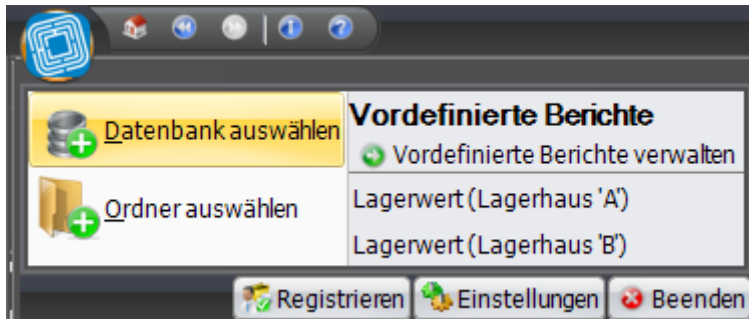 Datenbank auswählen
Ordner auswählen
Vordefinierte Berichte
Vordefinierte Berichte verwalten
Lagerwert (Lagerhaus 'A')
Lagerwert (Lagerhaus 'B')
Registrieren
Einstellungen
Beenden